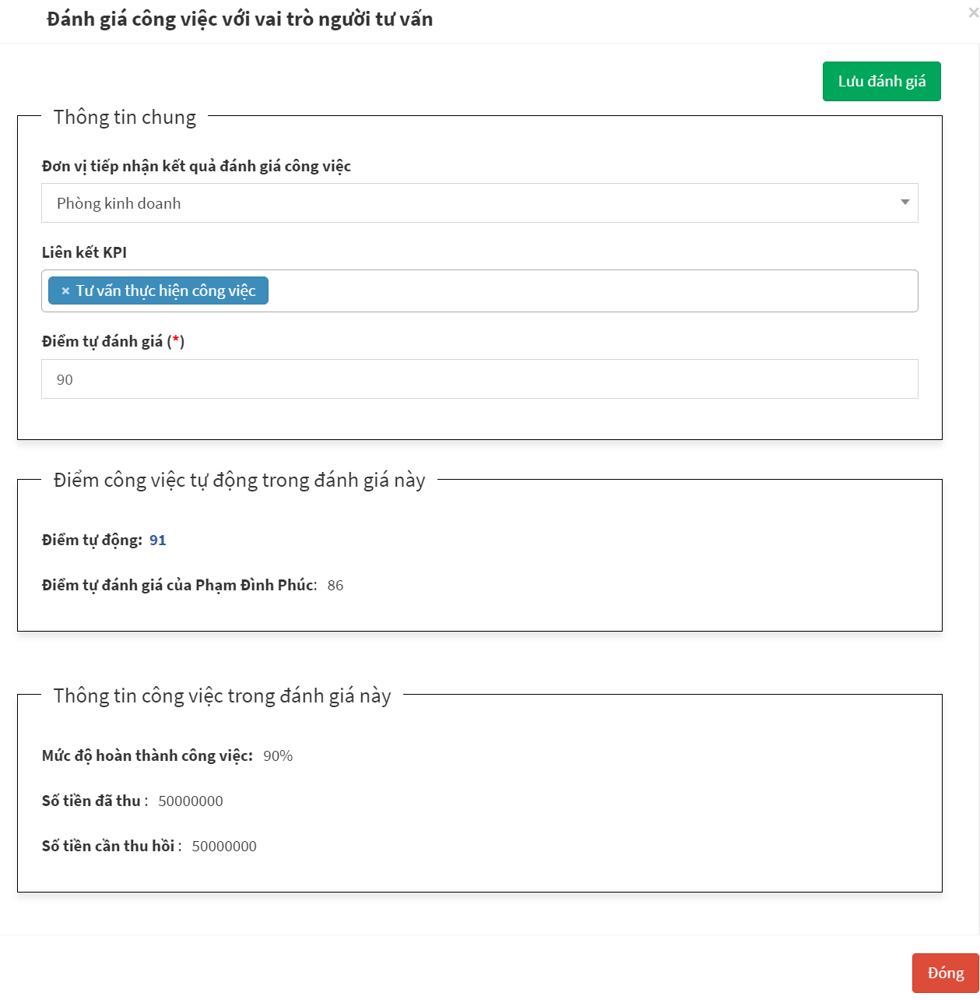 Đánh giá công việc với vai trò người tư vấn
×
Lưu đánh giá
Thông tin chung
Đơn vị tiếp nhận kết quả đánh giá công việc
Phòng kinh doanh
Liên kết KPI
× Tư vấn thực hiện công việc
Điểm tự đánh giá (*)
90
Điểm công việc tự động trong đánh giá này
Điểm tự động: 91
Điểm tự đánh giá của Phạm Đình Phúc: 86
Thông tin công việc trong đánh giá này
Mức độ hoàn thành công việc: 90%
Số tiền đã thu : 50000000
Số tiền cần thu hồi : 50000000
Đóng